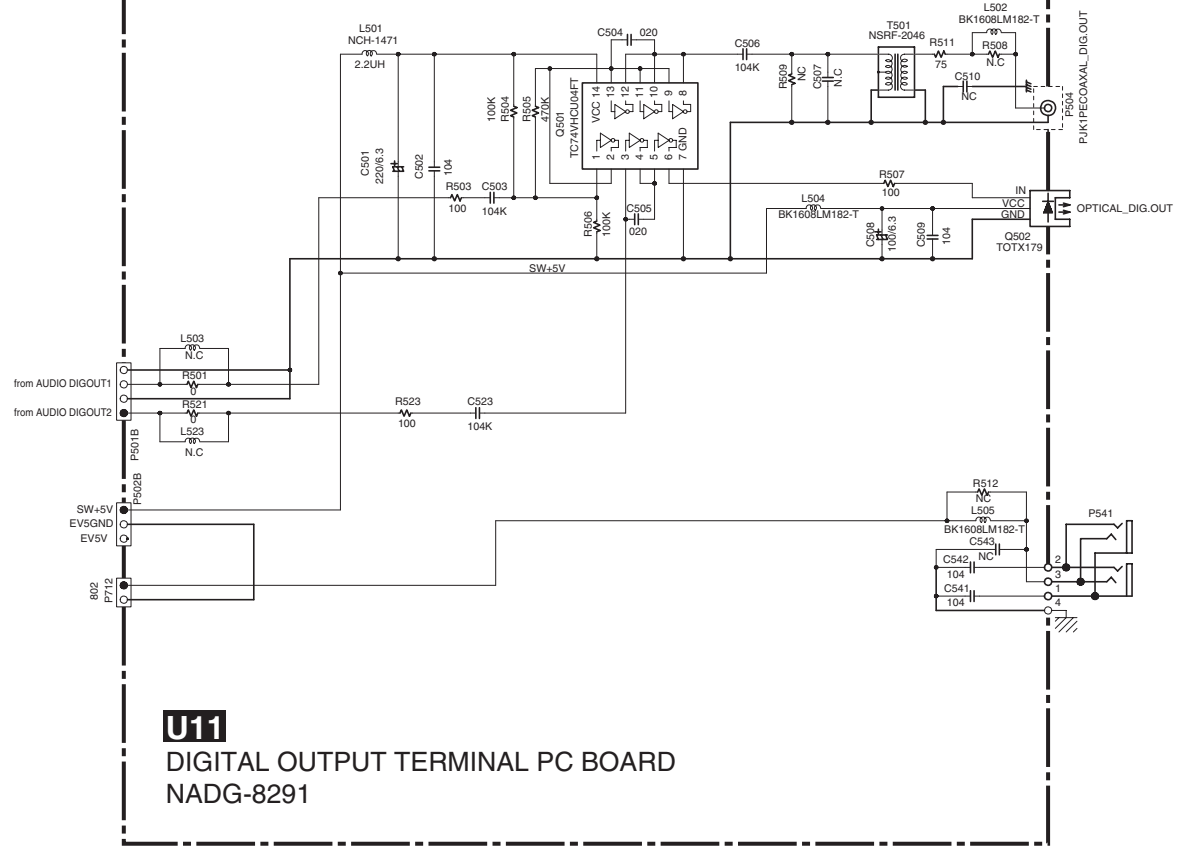 L501
NCH-1471
2.2UH
C504 020
C506
104K
T501
NSRF-2046
L502
BK1608LM182-T
R511
75
R508
N.C
R509
NC
C507
N.C
C510
NC
P504
PJK1PECOAXAL_DIG.OUT
R504
100K
R505
470K
Q501
TC74VHCU04FT
14 13 12 11 10 9 8
VCC
GND
1 2 3 4 5 6 7
C501
220/6.3
C502
104
R503
100
C503
104K
R506
100K
C505
020
R507
100
L504
BK1608LM182-T
C508
100/6.3
C509
104
IN
VCC
GND
OPTICAL_DIG.OUT
Q502
TOTX179
SW+5V
L503
N.C
from AUDIO DIGOUT1
R501
0
from AUDIO DIGOUT2
R521
0
L523
N.C
P501B
R523
100
C523
104K
P502B
SW+5V
EV5GND
EV5V
802
P712
R512
NC
L505
BK1608LM182-T
C543
NC
C542
104
C541
104
P541
2
3
1
4
U11
DIGITAL OUTPUT TERMINAL PC BOARD
NADG-8291